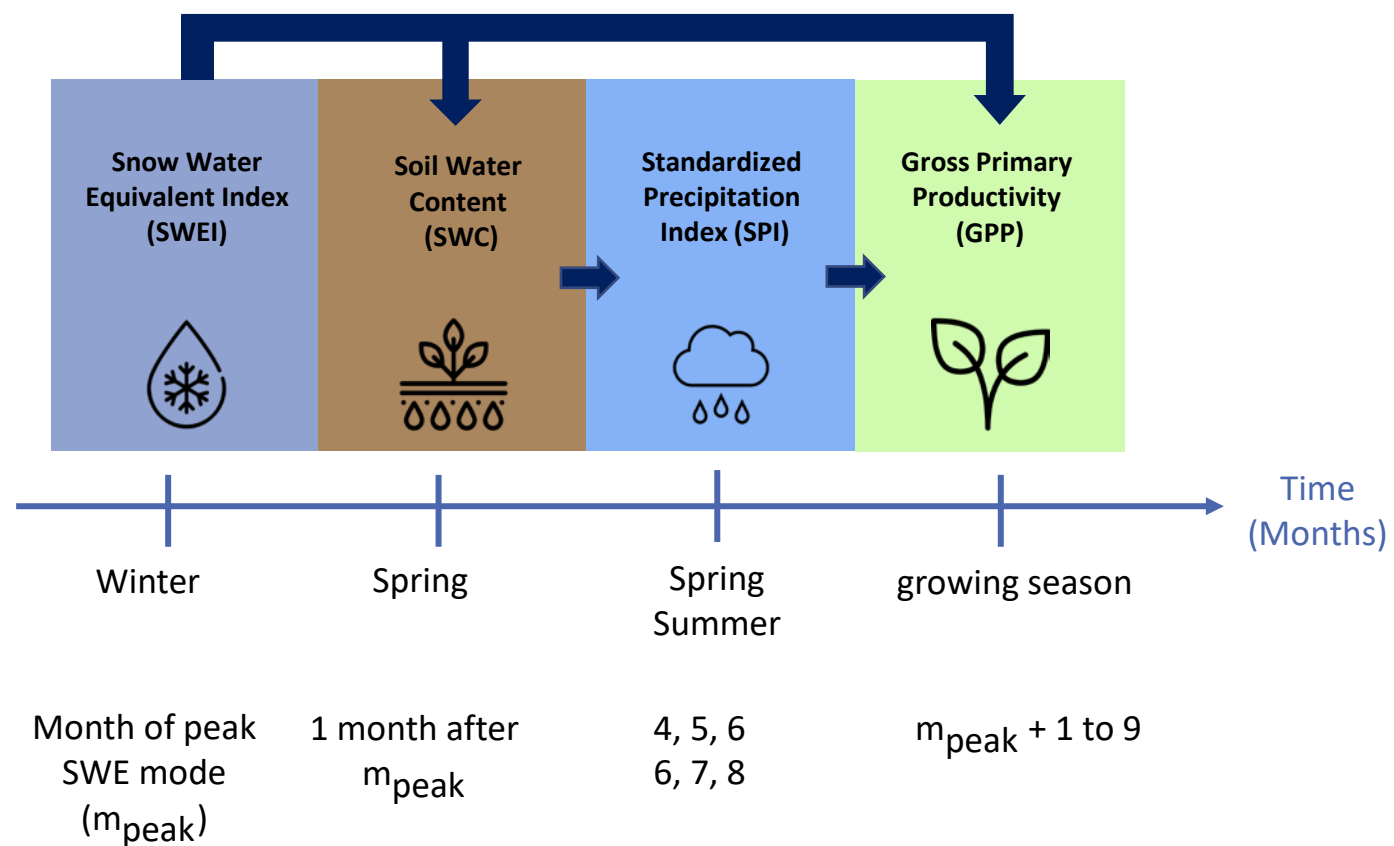 Snow Water
Equivalent Index
(SWEI)
Soil Water
Content
(SWC)
Standardized
Precipitation
Index (SPI)
Gross Primary
Productivity
(GPP)
Time
(Months)
Winter
Spring
Spring
Summer
growing season
Month of peak
SWE mode
(mpeak)
1 month after
mpeak
4, 5, 6
6, 7, 8
mpeak + 1 to 9